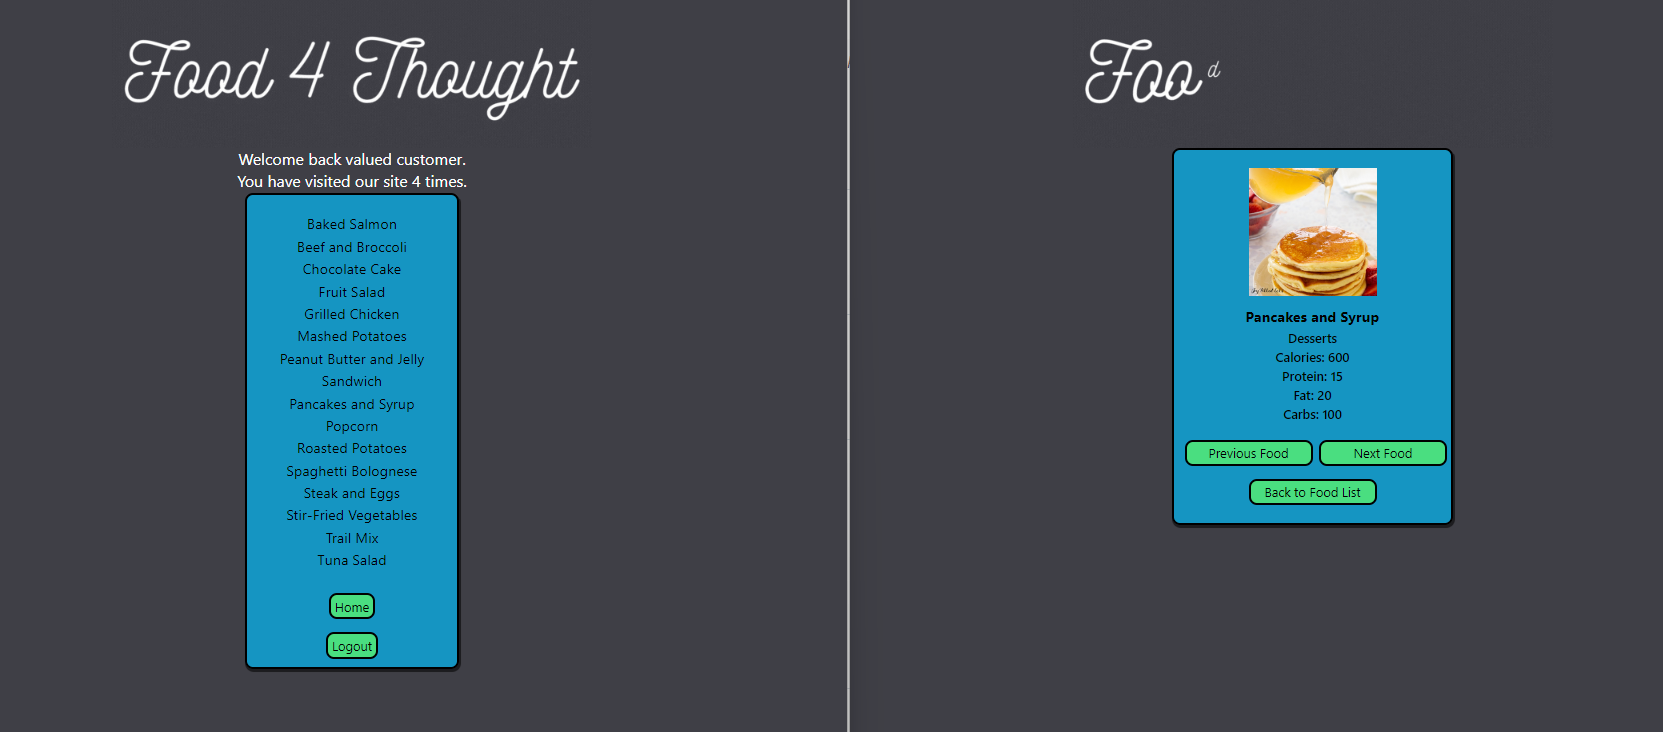 Food 4 Thought
Welcome back valued customer.
You have visited our site 4 times.
Baked Salmon
Beef and Broccoli
Chocolate Cake
Fruit Salad
Grilled Chicken
Mashed Potatoes
Peanut Butter and Jelly
Sandwich
Pancakes and Syrup
Popcorn
Roasted Potatoes
Spaghetti Bolognese
Steak and Eggs
Stir-Fried Vegetables
Trail Mix
Tuna Salad
Home
Logout
Food
Pancakes and Syrup
Desserts
Calories: 600
Protein: 15
Fat: 20
Carbs: 100
Previous Food Next Food
Back to Food List